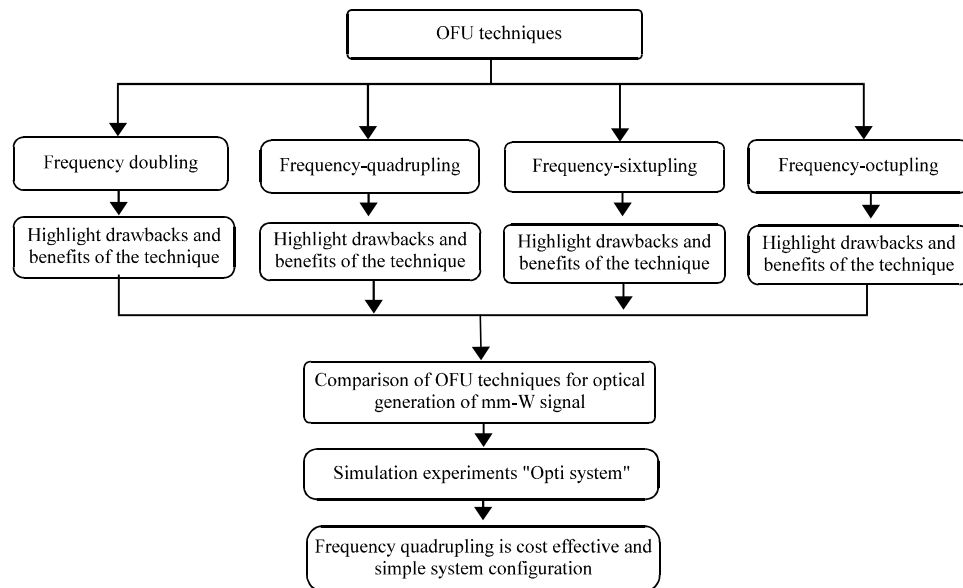 OFU techniques
Frequency doubling
Frequency-quadrupling
Frequency-sixtupling
Frequency-octupling
Highlight drawbacks and
benefits of the technique
Highlight drawbacks and
benefits of the technique
Highlight drawbacks and
benefits of the technique
Highlight drawbacks and
benefits of the technique
Comparison of OFU techniques for optical
generation of mm-W signal
Simulation experiments "Opti system"
Frequency quadrupling is cost effective and
simple system configuration